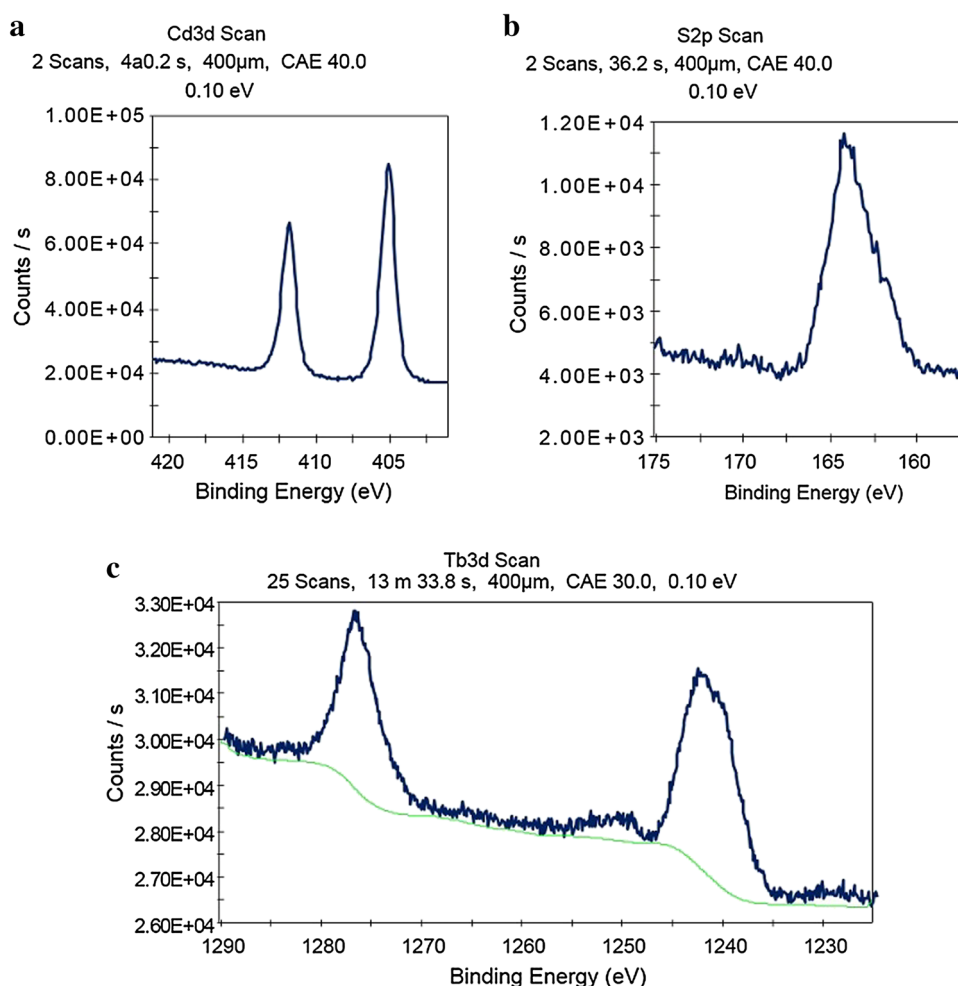 a
Cd3d Scan
2 Scans, 4a0.2 s, 400µm, CAE 40.0
0.10 eV
1.00E+05
8.00E+04
6.00E+04
4.00E+04
2.00E+04
0.00E+00
Counts / s
420 415 410 405
Binding Energy (eV)
b
S2p Scan
2 Scans, 36.2 s, 400µm, CAE 40.0
0.10 eV
1.20E+04
1.00E+04
8.00E+03
6.00E+03
4.00E+03
2.00E+03
Counts / s
175 170 165 160
Binding Energy (eV)
c
Tb3d Scan
25 Scans, 13 m 33.8 s, 400µm, CAE 30.0, 0.10 eV
3.30E+04
3.20E+04
3.10E+04
3.00E+04
2.90E+04
2.80E+04
2.70E+04
2.60E+04
Counts / s
1290 1280 1270 1260 1250 1240 1230
Binding Energy (eV)